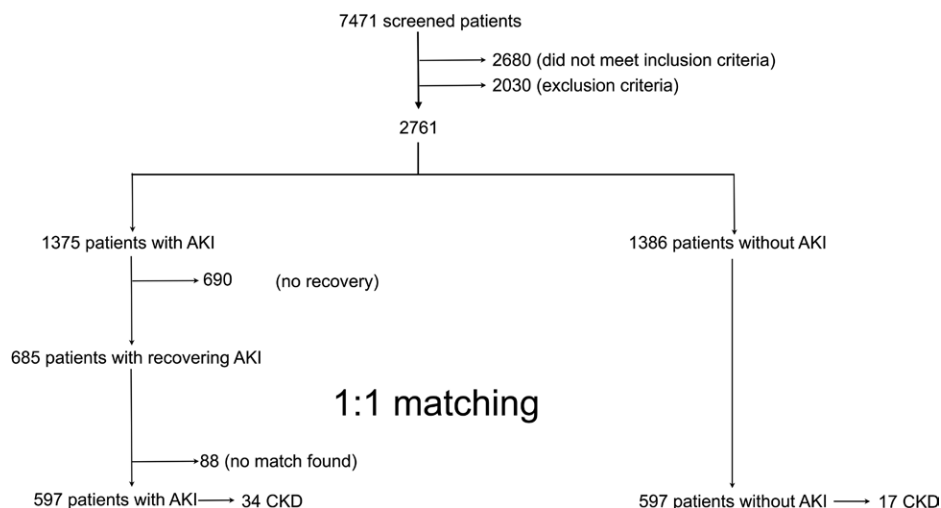 7471 screened patients
2680 (did not meet inclusion criteria)
2030 (exclusion criteria)
2761
1375 patients with AKI
1386 patients without AKI
690 (no recovery)
685 patients with recovering AKI
1:1 matching
88 (no match found)
597 patients with AKI
34 CKD
597 patients without AKI
17 CKD